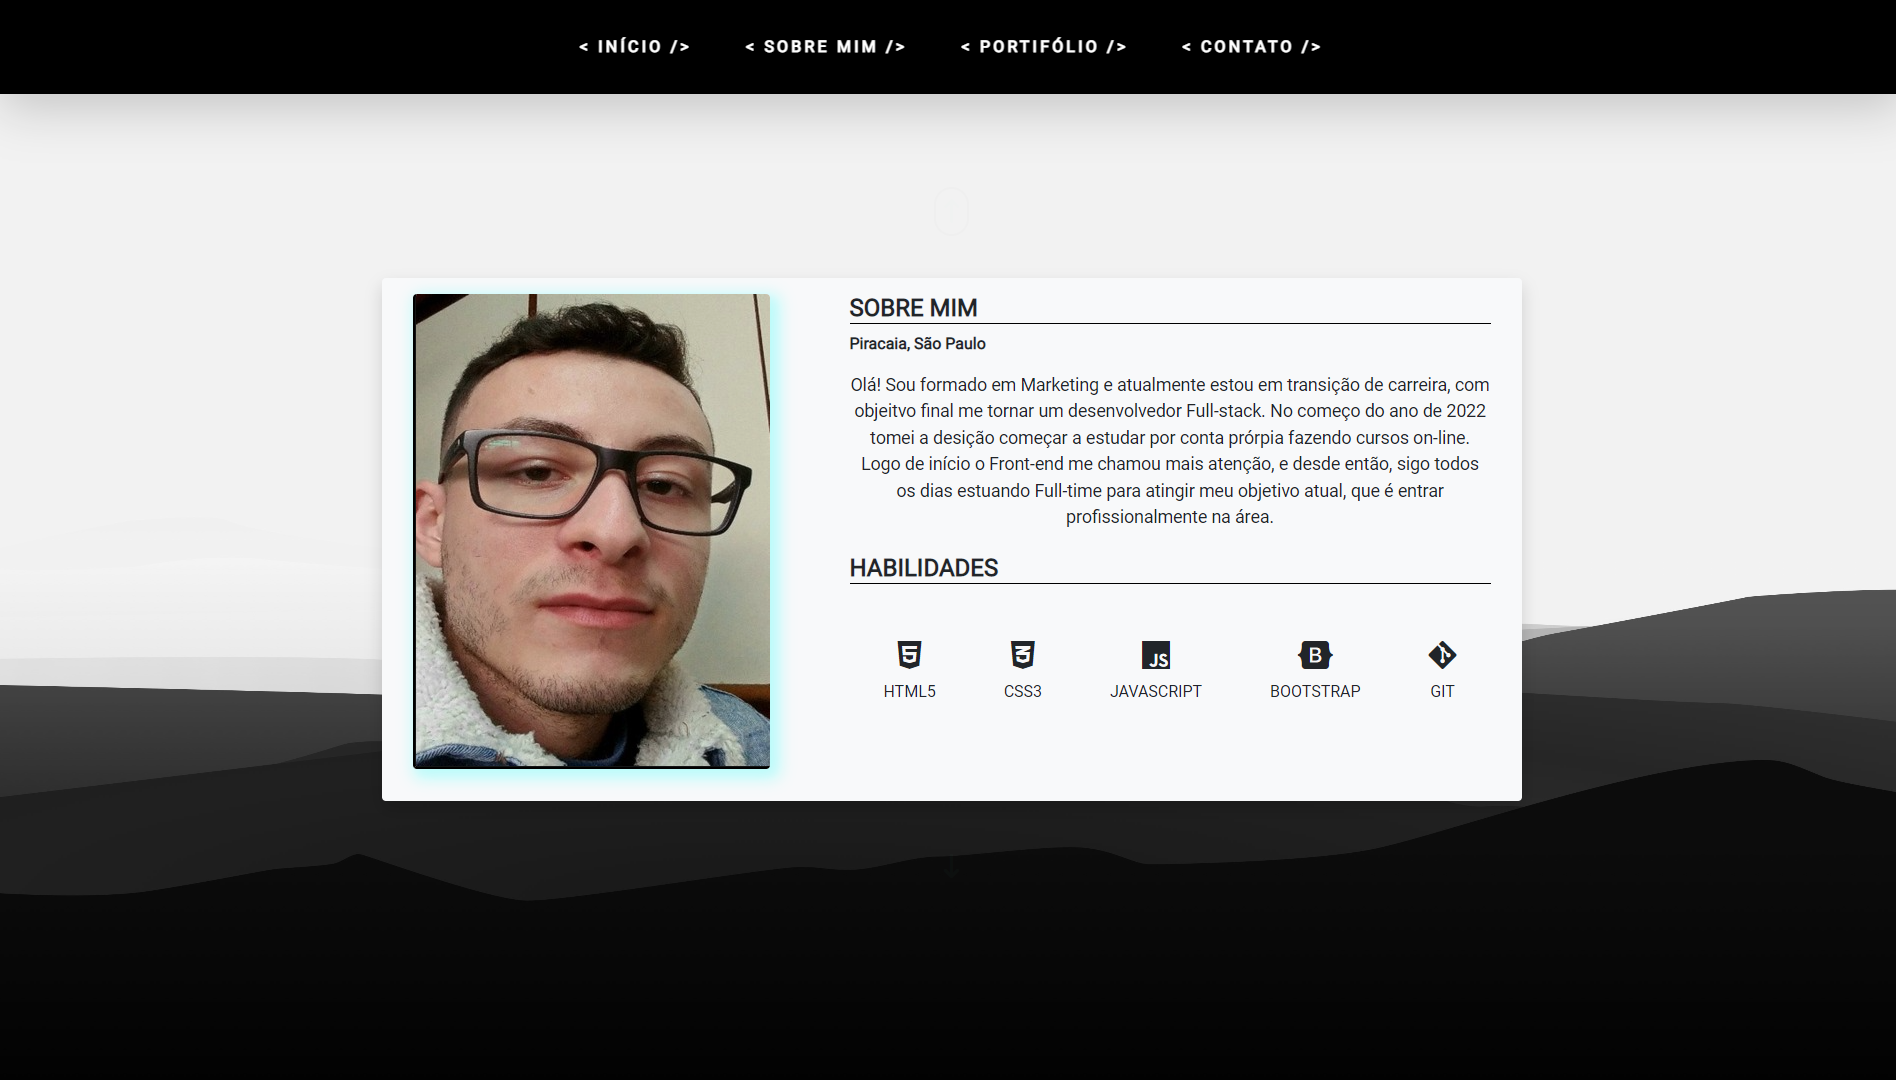 < INÍCIO />
< SOBRE MIM />
< PORTIFÓLIO />
< CONTATO />
SOBRE MIM
Piracaia, São Paulo
Olá! Sou formado em Marketing e atualmente estou em transição de carreira, com
objeitvo final me tornar um desenvolvedor Full-stack. No começo do ano de 2022
tomei a desição começar a estudar por conta prórpia fazendo cursos on-line.
Logo de início o Front-end me chamou mais atenção, e desde então, sigo todos
os dias estuando Full-time para atingir meu objetivo atual, que é entrar
profissionalmente na área.
HABILIDADES
JS
B
HTML5
CSS3
JAVASCRIPT
BOOTSTRAP
GIT